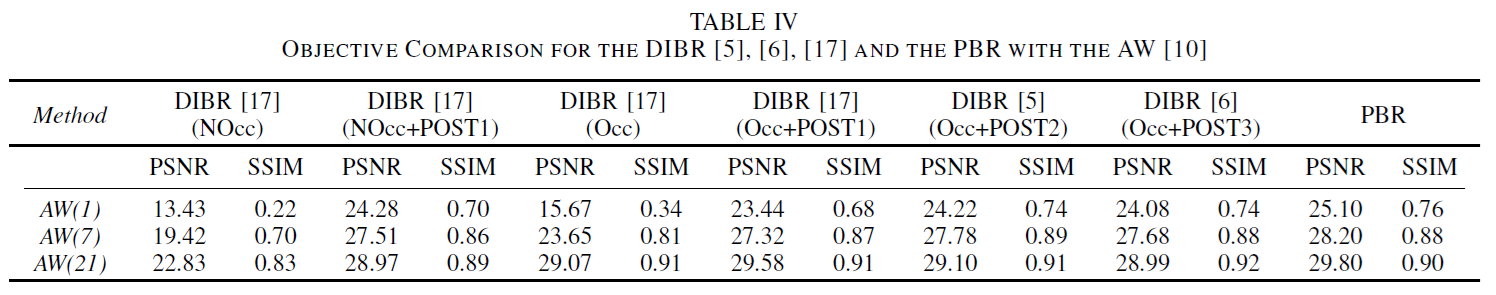 TABLE IV
OBJECTIVE COMPARISON FOR THE DIBR [5], [6], [17] AND THE PBR WITH THE AW [10]
Method DIBR [17] DIBR [17] DIBR [17] DIBR [17] DIBR [5] DIBR [6] PBR
(NOcc) (NOcc+POST1) (Occ) (Occ+POST1) (Occ+POST2) (Occ+POST3)
PSNR SSIM PSNR SSIM PSNR SSIM PSNR SSIM PSNR SSIM PSNR SSIM PSNR SSIM
AW(1) 13.43 0.22 24.28 0.70 15.67 0.34 23.44 0.68 24.22 0.74 24.08 0.74 25.10 0.76
AW(7) 19.42 0.70 27.51 0.86 23.65 0.81 27.32 0.87 27.78 0.89 27.68 0.88 28.20 0.88
AW(21) 22.83 0.83 28.97 0.89 29.07 0.91 29.58 0.91 29.10 0.91 28.99 0.92 29.80 0.90